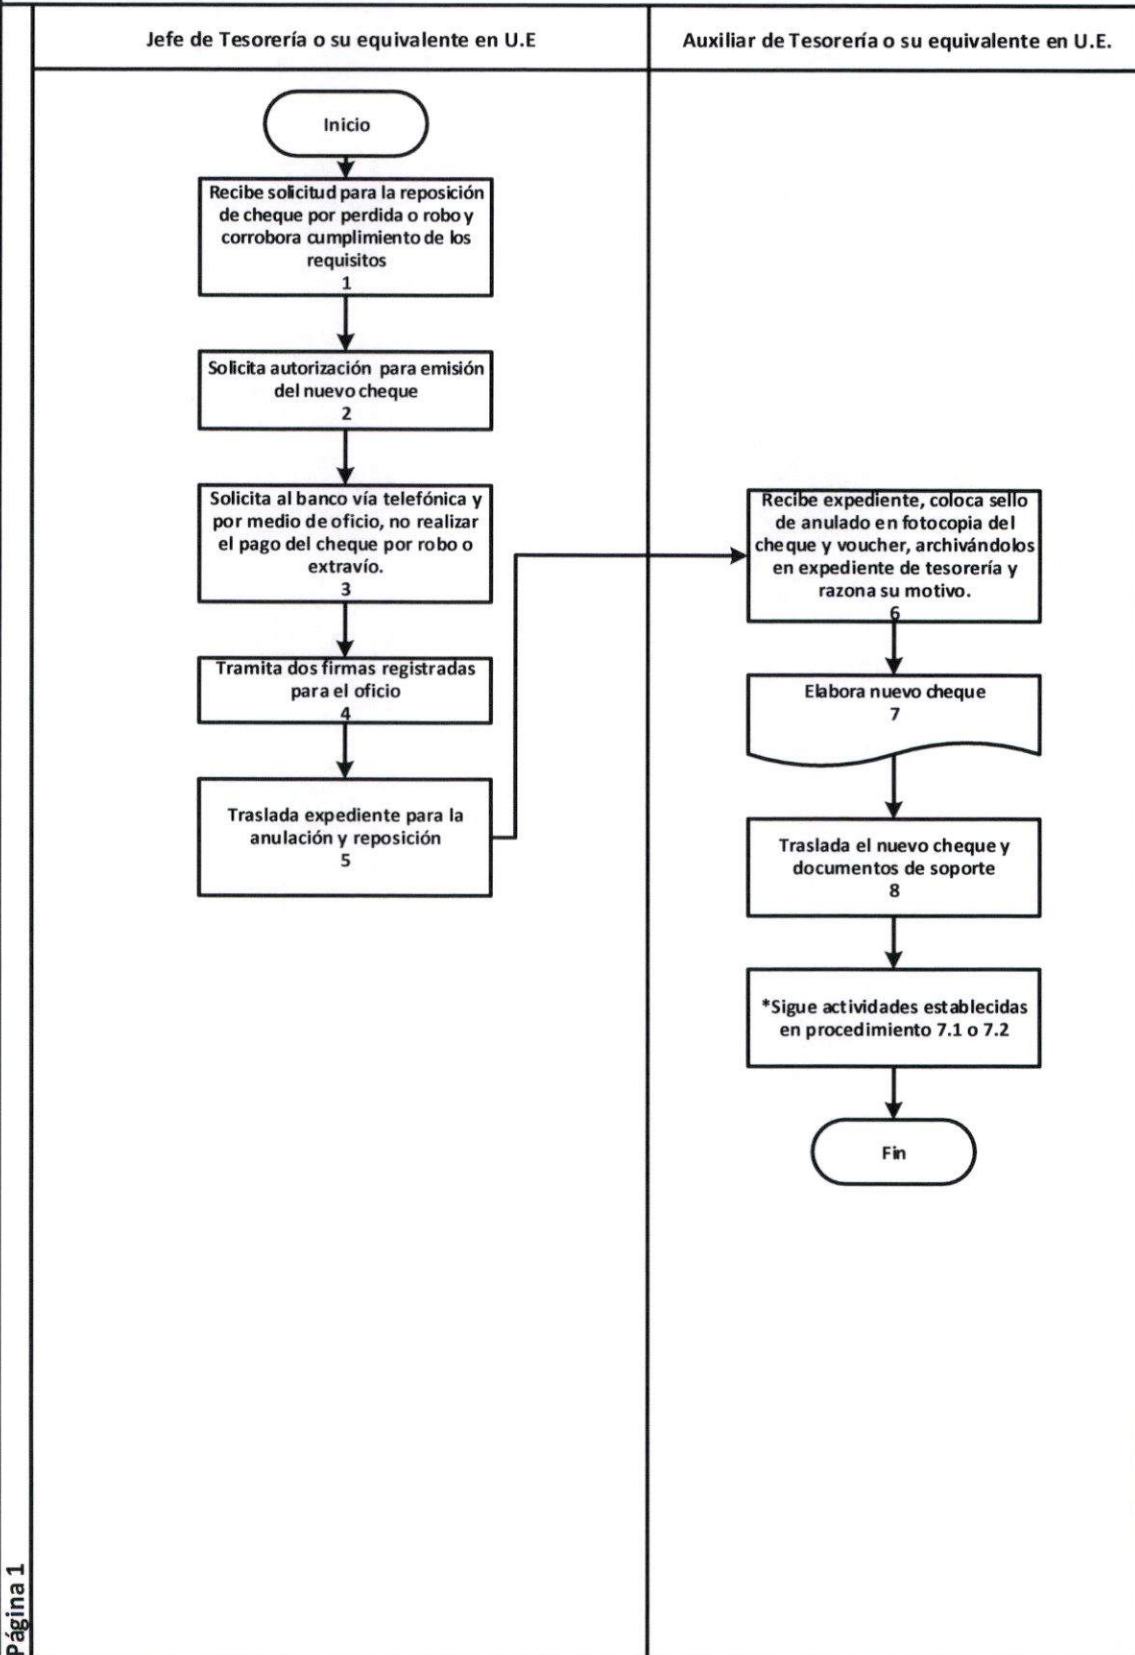 Jefe de Tesorería o su equivalente en U.E
Auxiliar de Tesorería o su equivalente en U.E.
Inicio
Recibe solicitud para la reposición
de cheque por perdida o robo y
corrobora cumplimiento de los
requisitos
1
Solicita autorización para emisión
del nuevo cheque
2
Solicita al banco vía telefónica y
por medio de oficio, no realizar
el pago del cheque por robo o
extravío.
3
Tramita dos firmas registradas
para el oficio
4
Traslada expediente para la
anulación y reposición
5
Recibe expediente, coloca sello
de anulado en fotocopia del
cheque y voucher, archivándolos
en expediente de tesorería y
razona su motivo.
6
Elabora nuevo cheque
7
Traslada el nuevo cheque y
documentos de soporte
8
*Sigue actividades establecidas
en procedimiento 7.1 o 7.2
Fin
Página 1